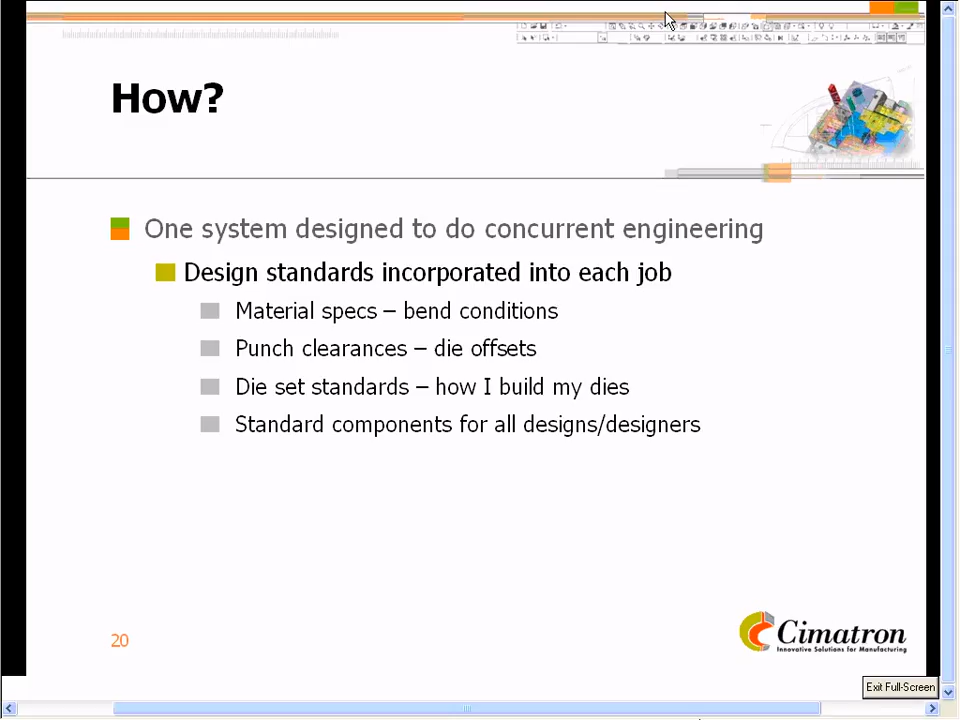 How?
One system designed to do concurrent engineering
Design standards incorporated into each job
Material specs – bend conditions
Punch clearances – die offsets
Die set standards – how I build my dies
Standard components for all designs/designers
20
Cimatron
Innovative Solutions for Manufacturing
Exit Full-Screen